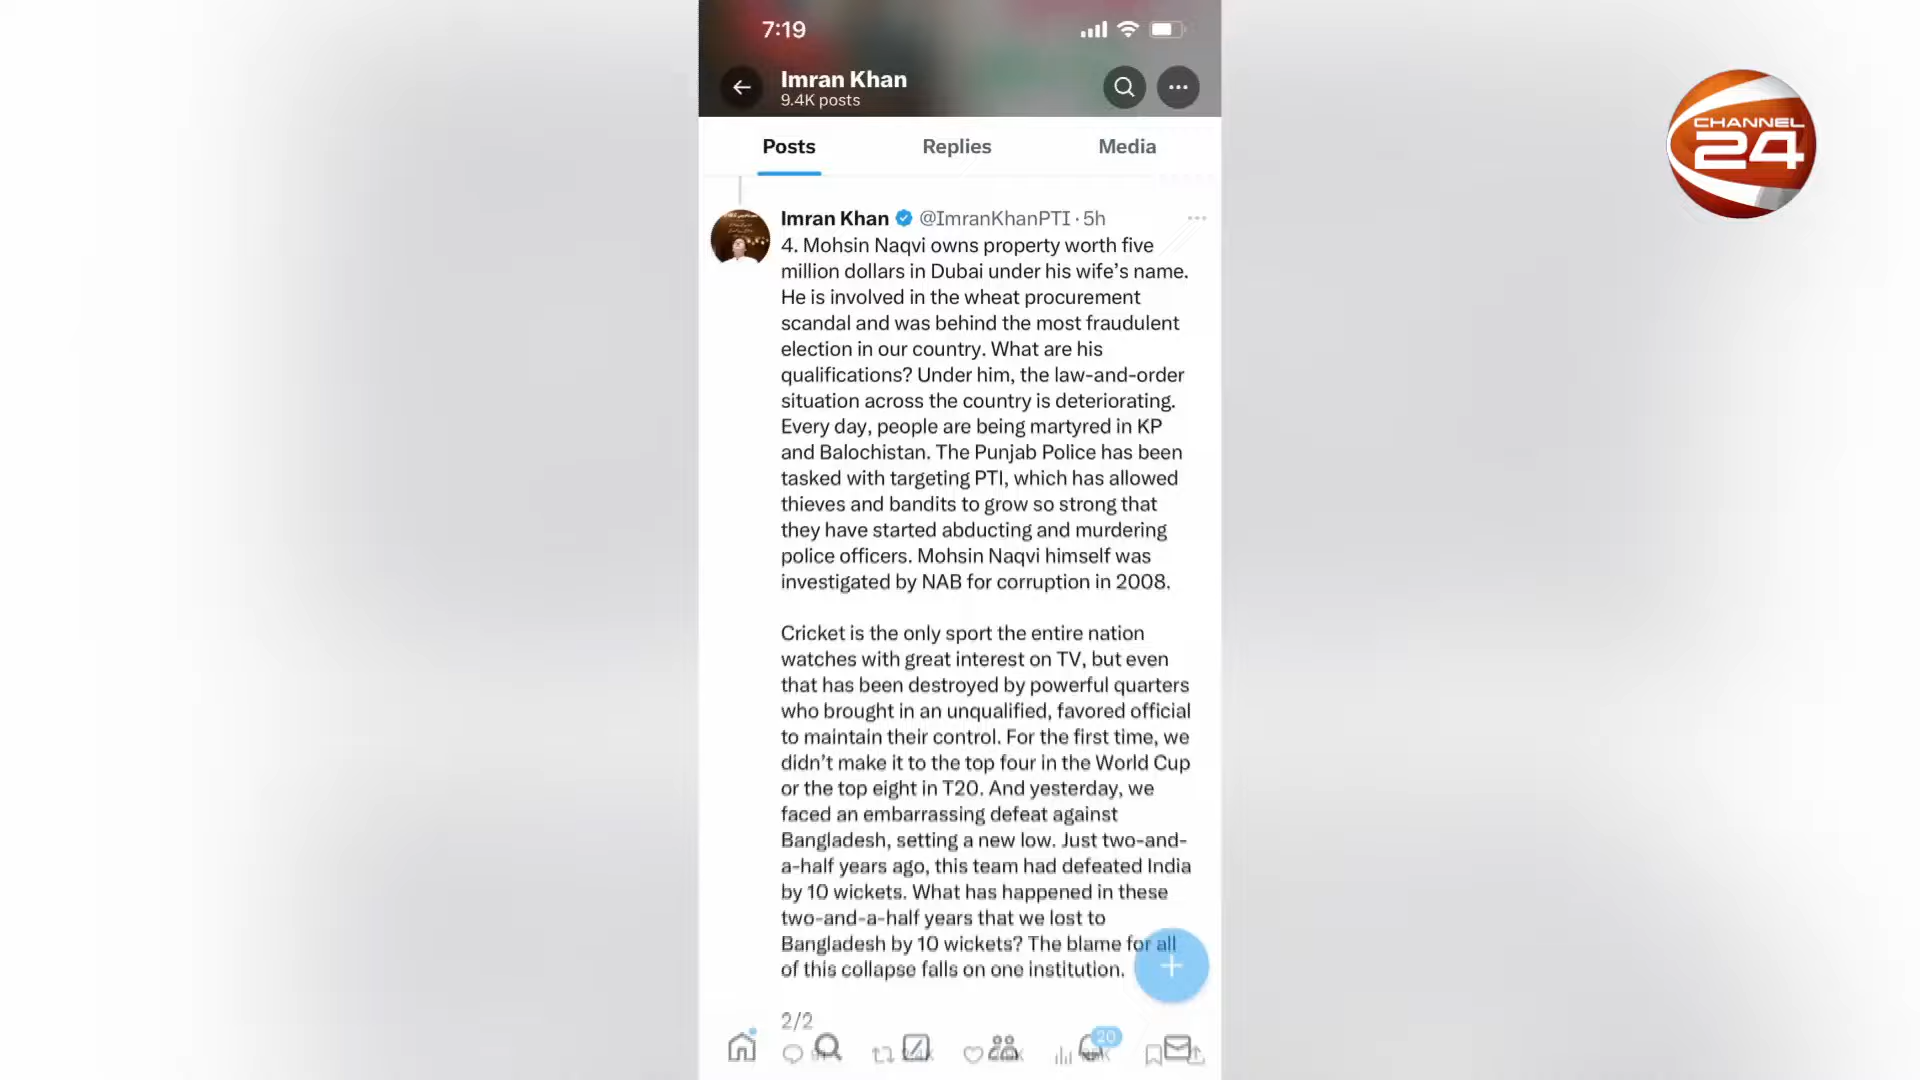 7:19
Imran Khan
9.4K posts
CHANNEL
24
Posts Replies Media
Imran Khan @ImranKhanPTI · 5h
4. Mohsin Naqvi owns property worth five
million dollars in Dubai under his wife’s name.
He is involved in the wheat procurement
scandal and was behind the most fraudulent
election in our country. What are his
qualifications? Under him, the law-and-order
situation across the country is deteriorating.
Every day, people are being martyred in KP
and Balochistan. The Punjab Police has been
tasked with targeting PTI, which has allowed
thieves and bandits to grow so strong that
they have started abducting and murdering
police officers. Mohsin Naqvi himself was
investigated by NAB for corruption in 2008.
Cricket is the only sport the entire nation
watches with great interest on TV, but even
that has been destroyed by powerful quarters
who brought in an unqualified, favored official
to maintain their control. For the first time, we
didn’t make it to the top four in the World Cup
or the top eight in T20. And yesterday, we
faced an embarrassing defeat against
Bangladesh, setting a new low. Just two-and-
a-half years ago, this team had defeated India
by 10 wickets. What has happened in these
two-and-a-half years that we lost to
Bangladesh by 10 wickets? The blame for all
of this collapse falls on one institution.
2/2
20